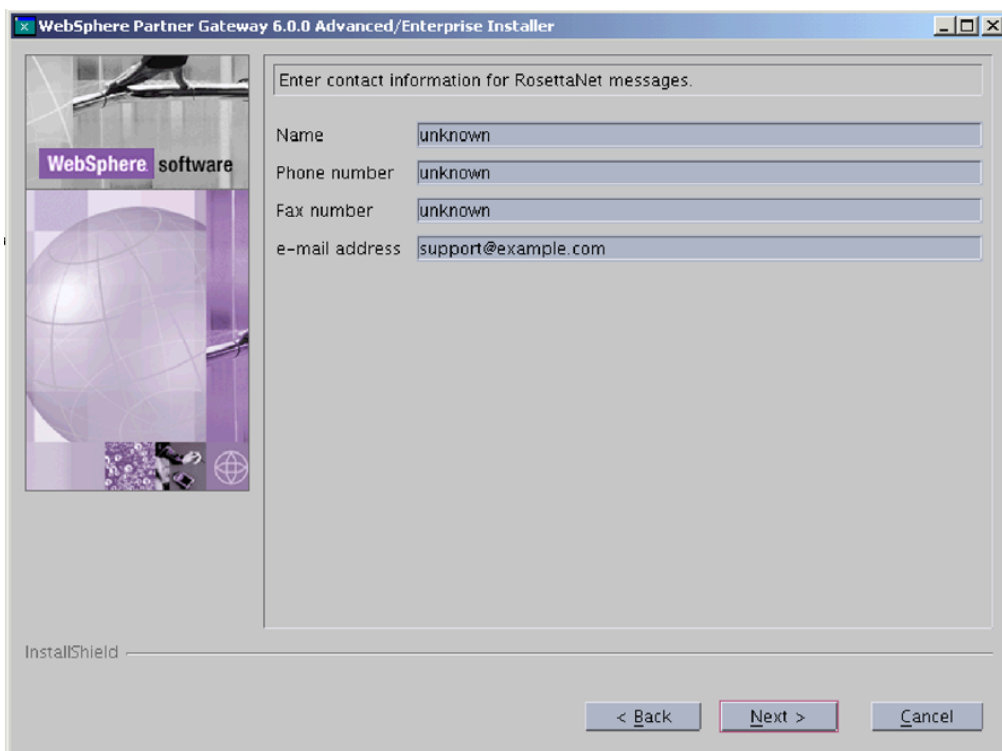 WebSphere Partner Gateway 6.0.0 Advanced/Enterprise Installer
WebSphere software
Enter contact information for RosettaNet messages.
Name unknown
Phone number unknown
Fax number unknown
e-mail address support@example.com
InstallShield
< Back Next > Cancel